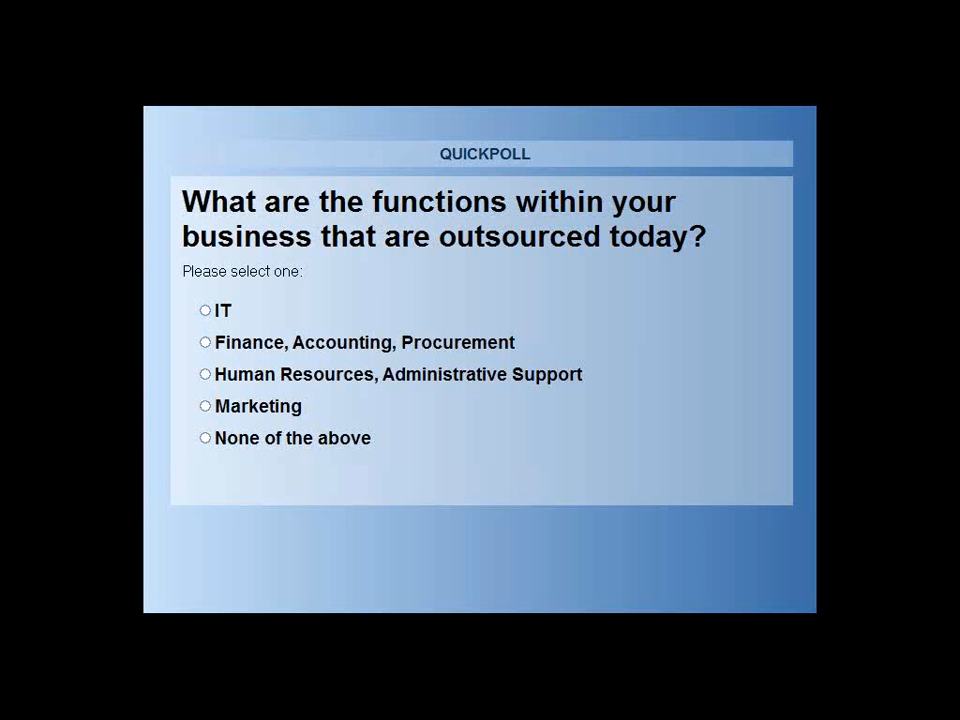 QUICKPOLL
What are the functions within your
business that are outsourced today?
Please select one:
IT
Finance, Accounting, Procurement
Human Resources, Administrative Support
Marketing
None of the above